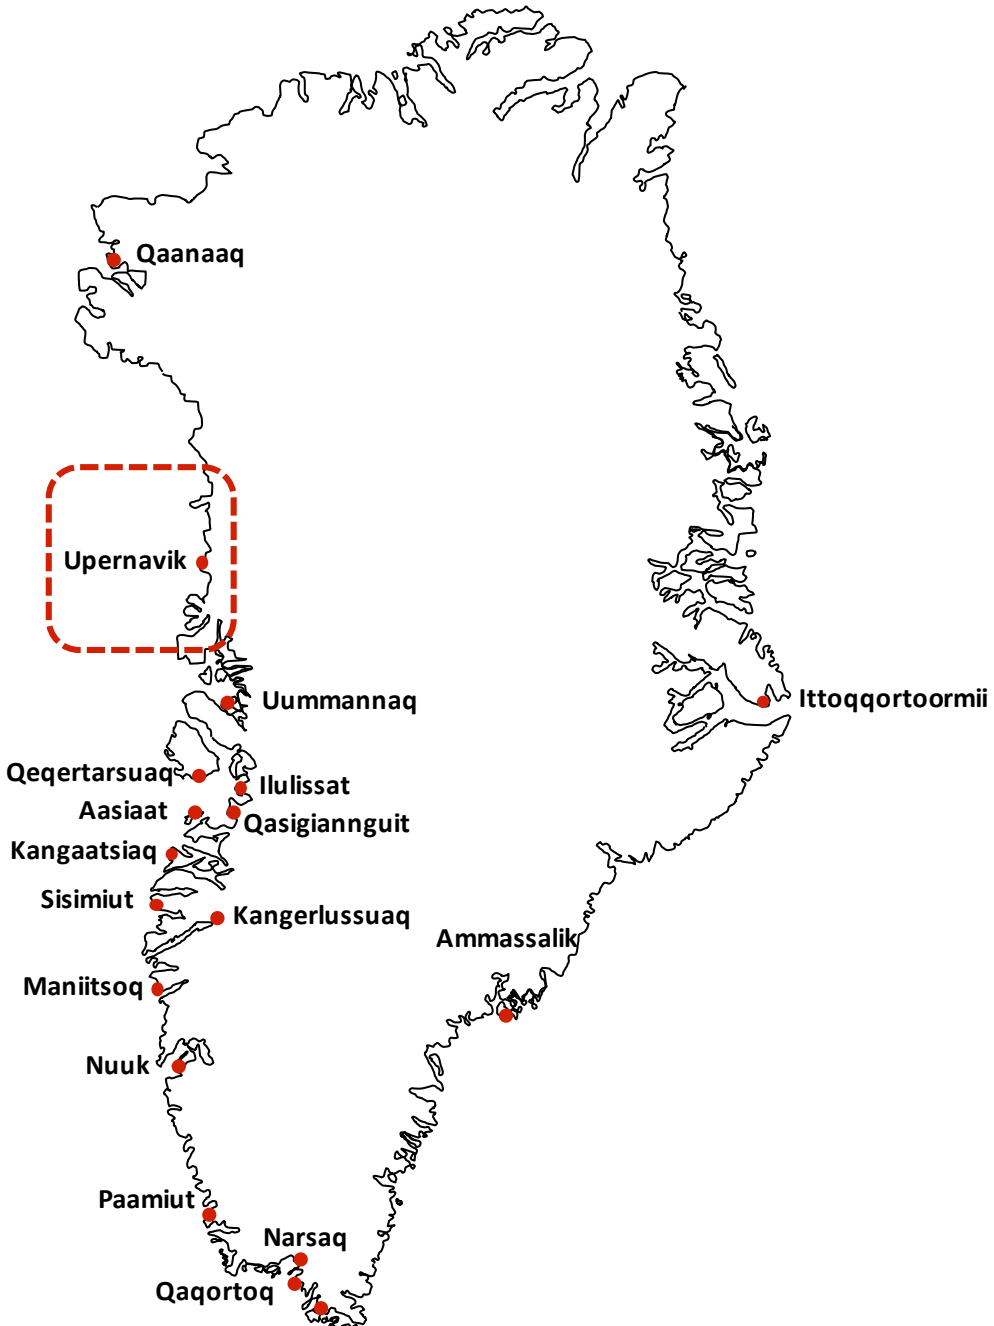 Qaanaaq
Upernavik
Uummannaq
Ittoqqortoormii
Qeqertarsuaq
Ilulissat
Aasiaat
Qasigiannguit
Kangaatsiaq
Sisimiut
Kangerlussuaq
Ammassalik
Maniitsoq
Nuuk
Paamiut
Narsaq
Qaqortoq